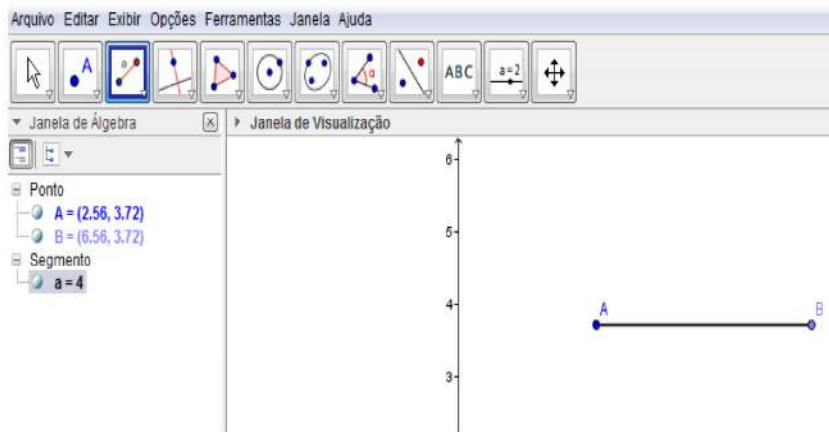 Arquivo Editar Exibir Opções Ferramentas Janela Ajuda
A a α ABC a=2
Janela de Álgebra
Janela de Visualização
Ponto
A = (2.56, 3.72)
B = (6.56, 3.72)
Segmento
a = 4
6
5
4
3
A
B